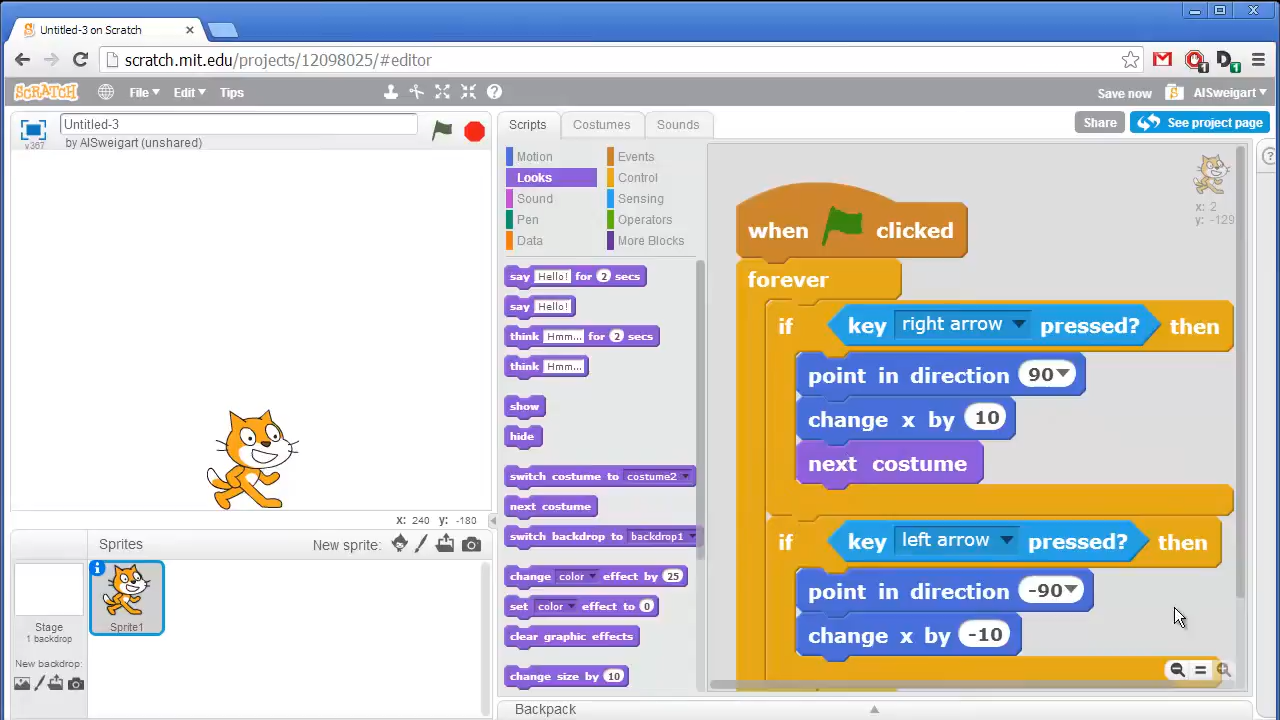 Untitled-3 on Scratch
scratch.mit.edu/projects/12098025/#editor
1
D 1
SCRATCH
File
Edit
Tips
Save now
AlSweigart
Untitled-3
by AlSweigart (unshared)
v367
Scripts
Costumes
Sounds
Share
See project page
Motion
Looks
Sound
Pen
Data
Events
Control
Sensing
Operators
More Blocks
say Hello! for 2 secs
say Hello!
think Hmm... for 2 secs
think Hmm...
show
hide
switch costume to costume2
next costume
switch backdrop to backdrop1
change color effect by 25
set color effect to 0
clear graphic effects
change size by 10
x: 2
y: -129
when clicked
forever
if key right arrow pressed? then
point in direction 90
change x by 10
next costume
if key left arrow pressed? then
point in direction -90
change x by -10
x: 240 y: -180
Sprites
New sprite:
Stage
1 backdrop
New backdrop:
Sprite1
Backpack